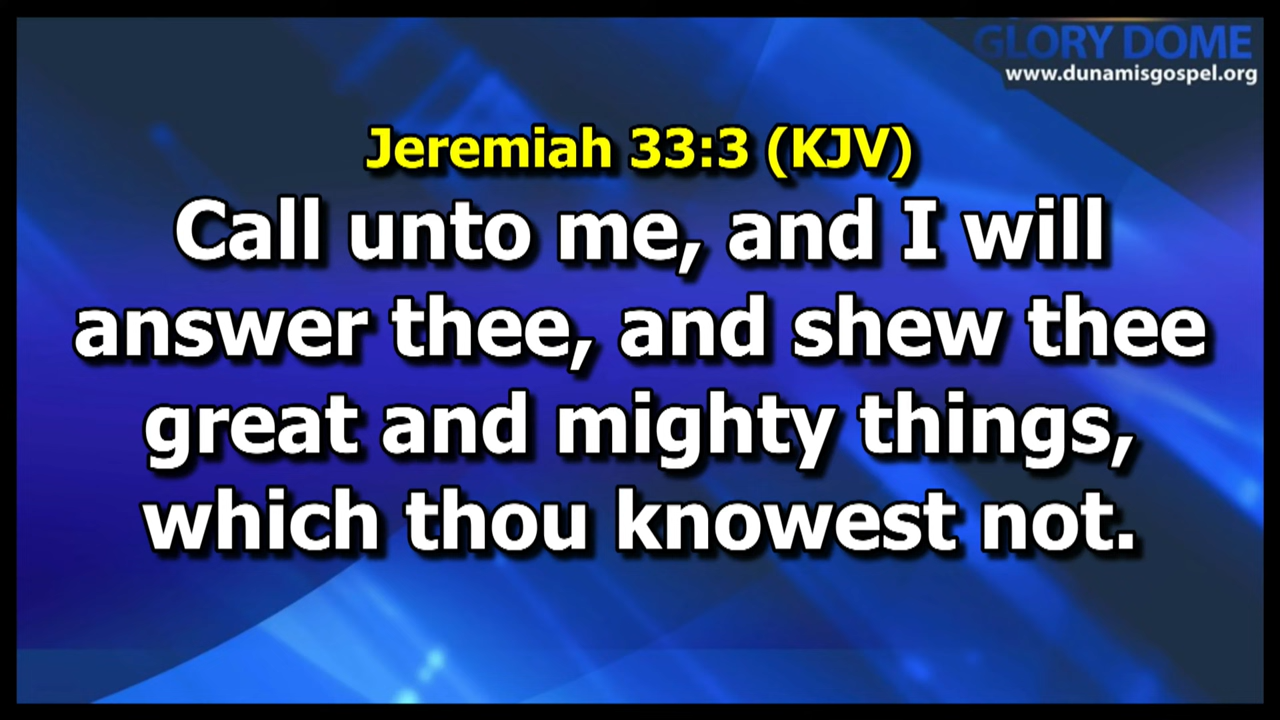 GLORY DOME
www.dunamisgospel.org
Jeremiah 33:3 (KJV)
Call unto me, and I will
answer thee, and shew thee
great and mighty things,
which thou knowest not.